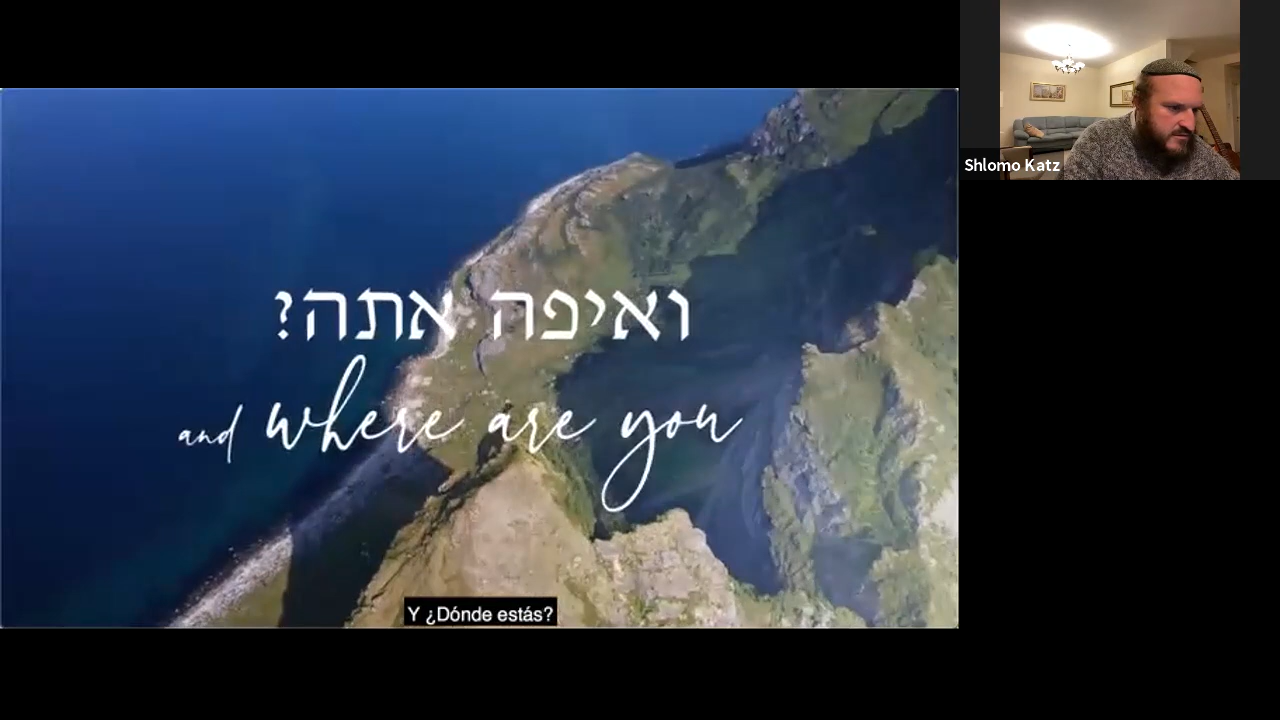 Shlomo Katz
ואיפה אתה?
and where are you
Y ¿Dónde estás?